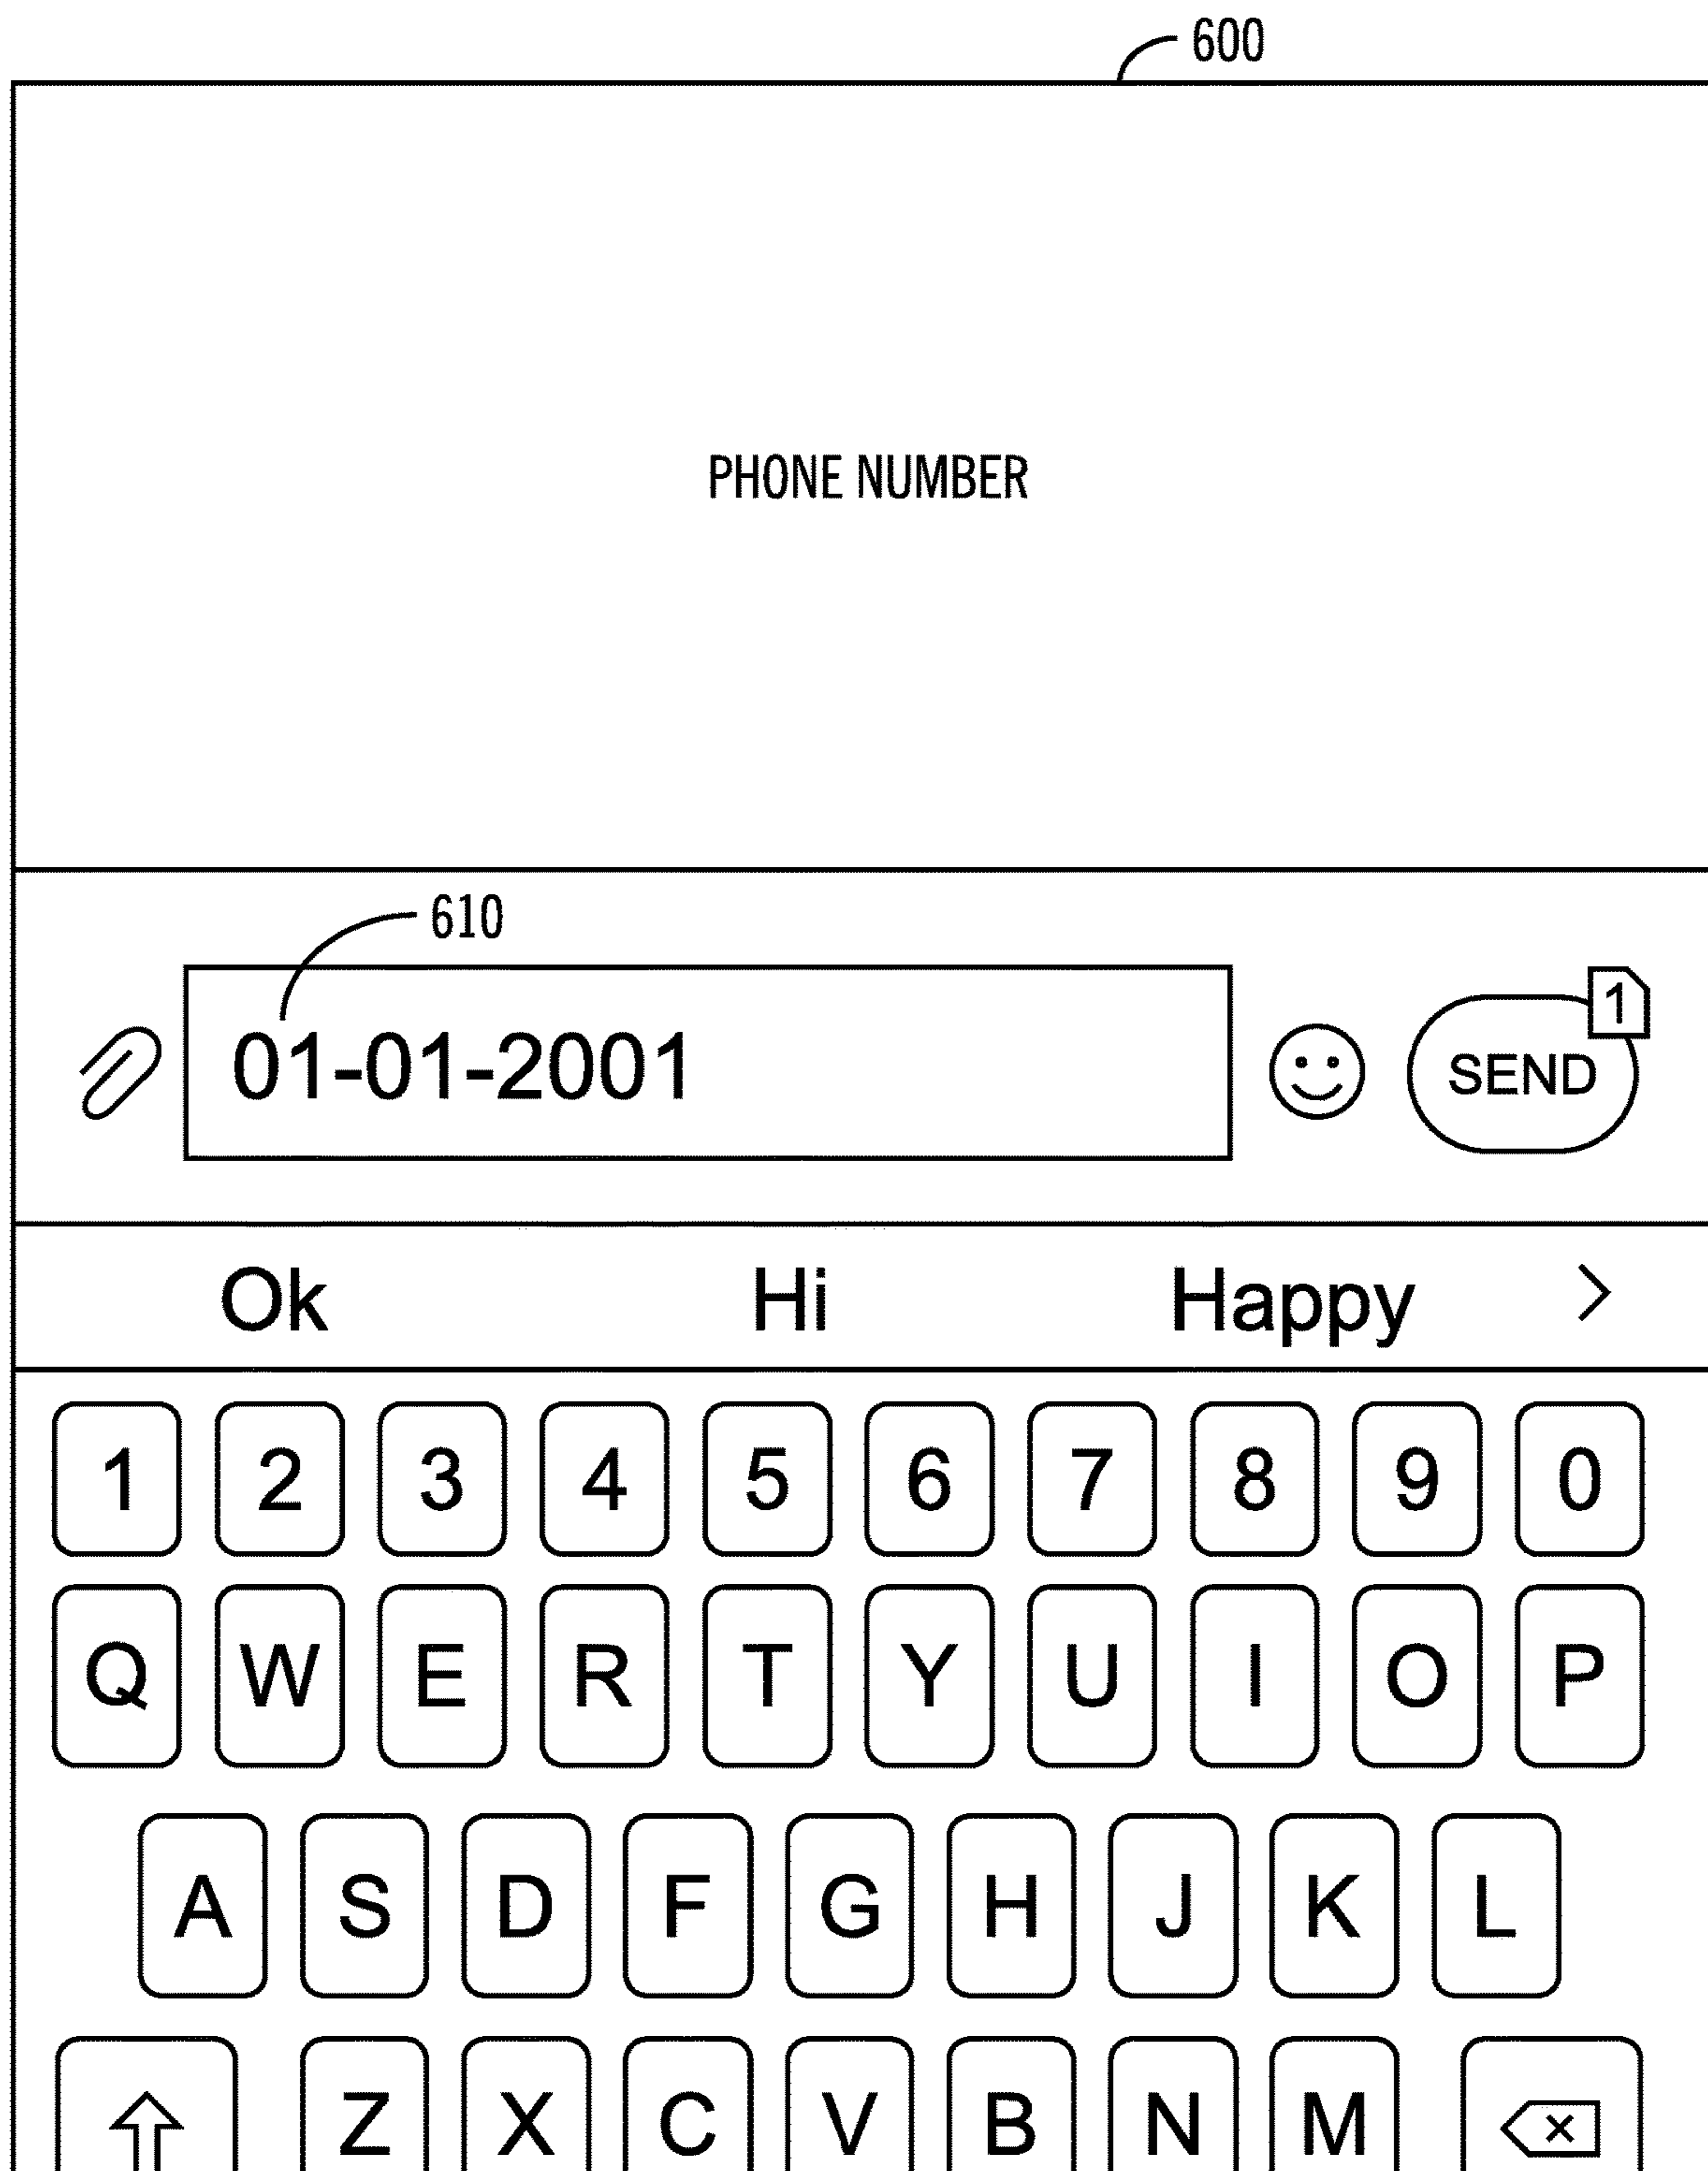 600
PHONE NUMBER
610
01-01-2001
SEND 1
Ok Hi Happy
1 2 3 4 5 6 7 8 9 0
Q W E R T Y U I O P
A S D F G H J K L
Z X C V B N M